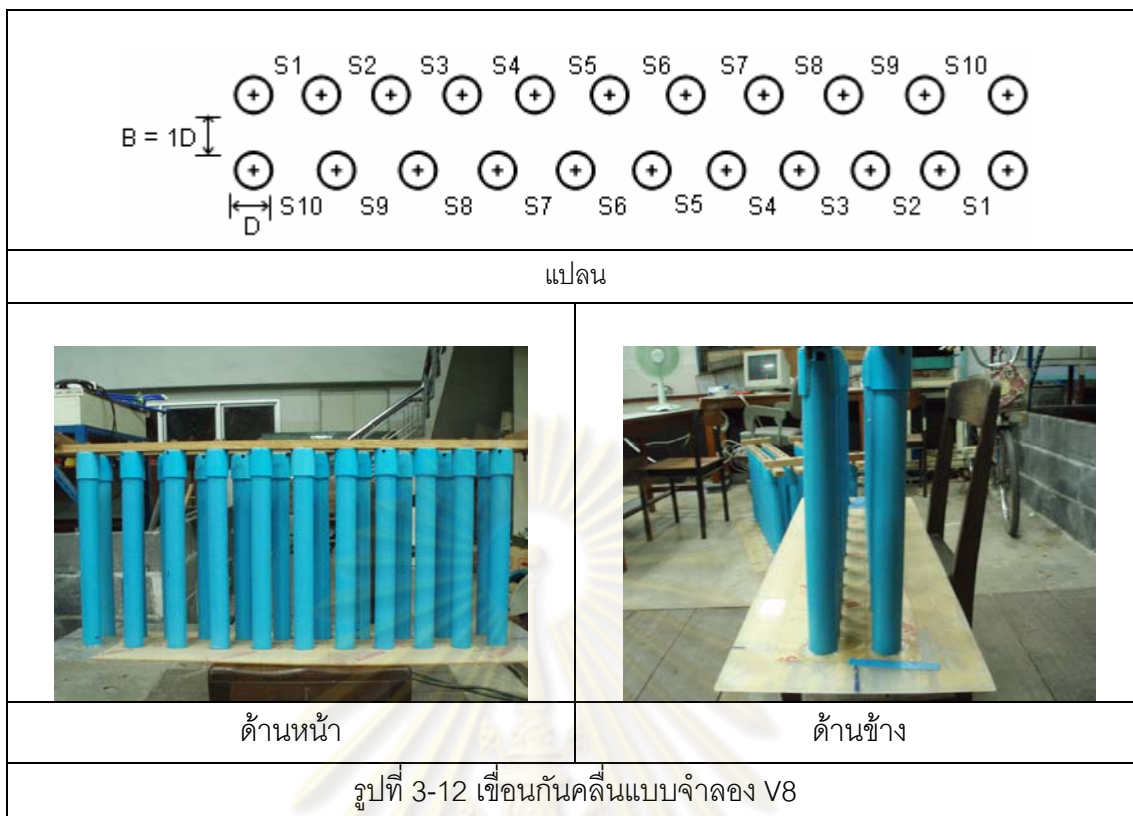 S1 S2 S3 S4 S5 S6 S7 S8 S9 S10
B = 1D
S10 S9 S8 S7 S6 S5 S4 S3 S2 S1
D
แปลน
ด้านหน้า
ด้านข้าง
รูปที่ 3-12 เขื่อนกันคลื่นแบบจำลอง V8